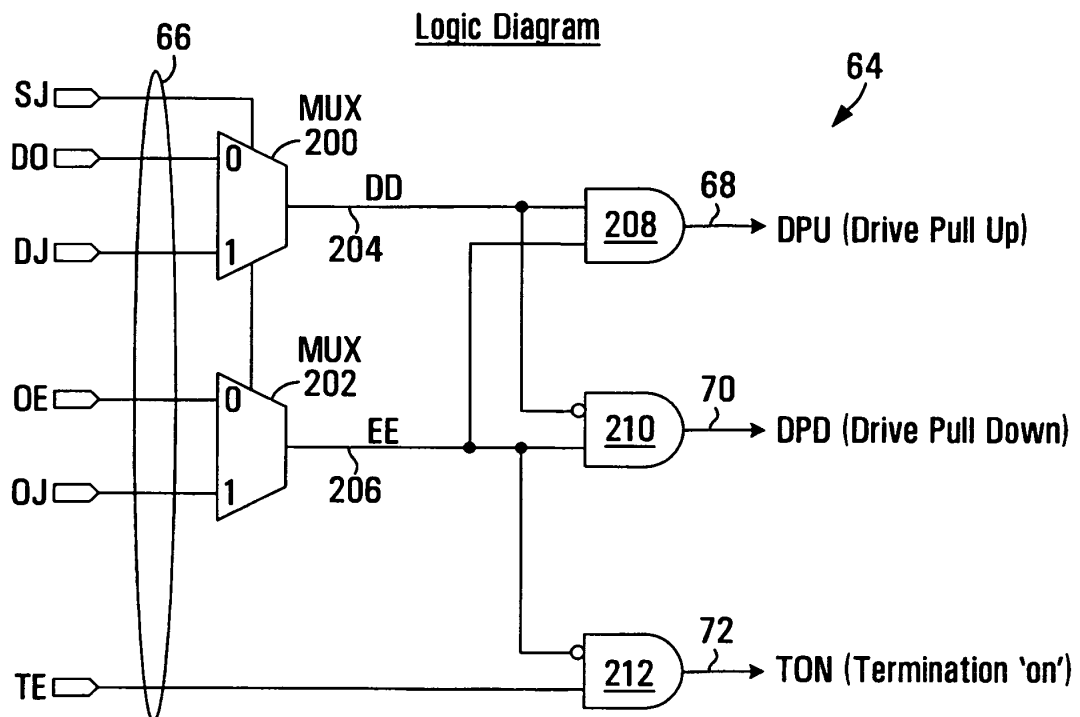 Logic Diagram
66
64
SJ
MUX
200
DO
0
DD
204
DJ
1
208
68
DPU (Drive Pull Up)
MUX
202
OE
0
EE
206
OJ
1
210
70
DPD (Drive Pull Down)
TE
212
72
TON (Termination 'on')